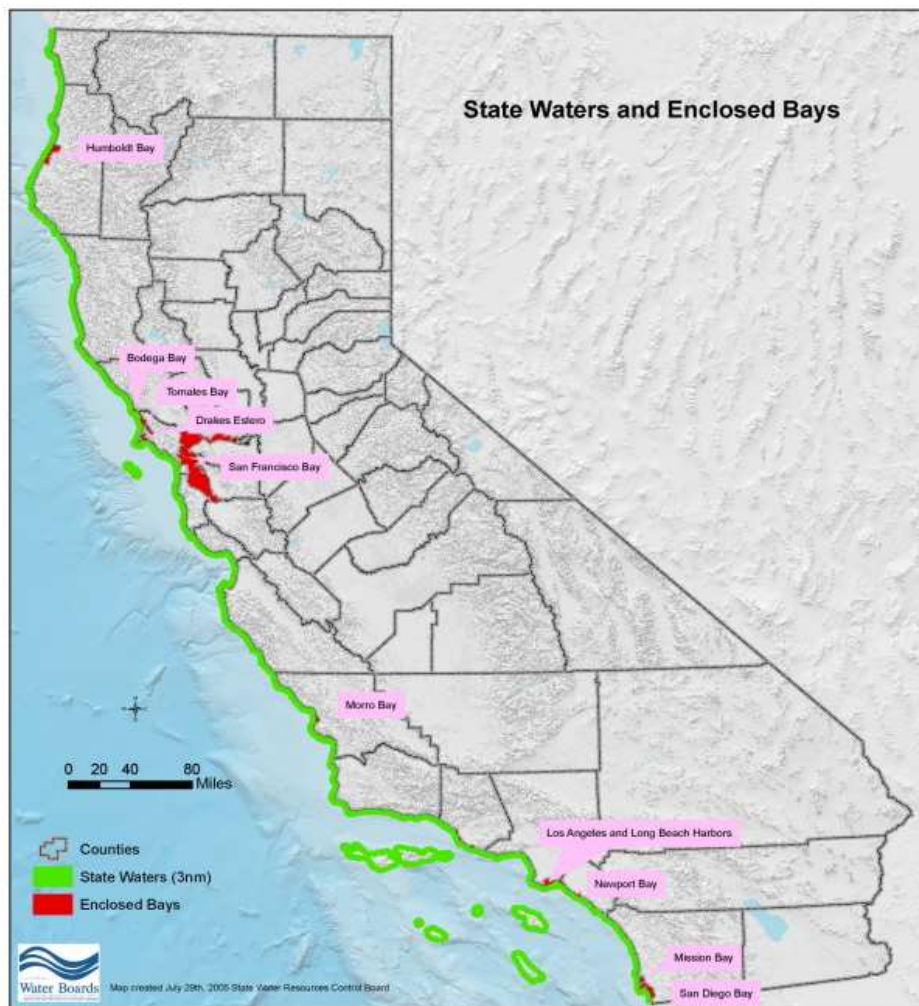 State Waters and Enclosed Bays
Humboldt Bay
Bodega Bay
Tomales Bay
Drakes Estero
San Francisco Bay
Morro Bay
0 20 40 80
Miles
Los Angeles and Long Beach Harbors
Counties
State Waters (3nm)
Newport Bay
Enclosed Bays
Mission Bay
San Diego Bay
Water Boards
Map created July 29th, 2005 State Water Resources Control Board